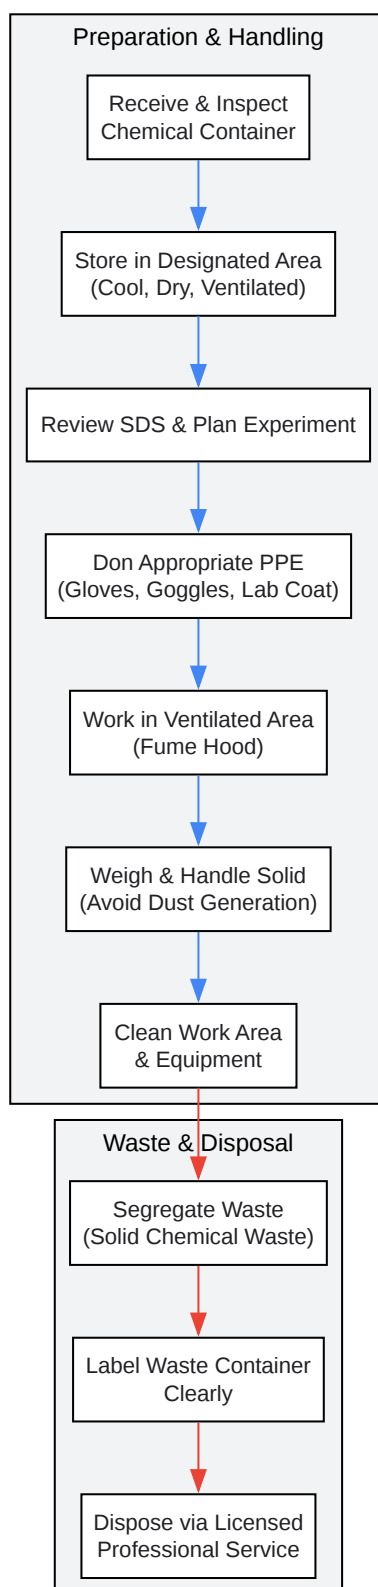 Preparation & Handling
Receive & Inspect
Chemical Container
Store in Designated Area
(Cool, Dry, Ventilated)
Review SDS & Plan Experiment
Don Appropriate PPE
(Gloves, Goggles, Lab Coat)
Work in Ventilated Area
(Fume Hood)
Weigh & Handle Solid
(Avoid Dust Generation)
Clean Work Area
& Equipment
Waste & Disposal
Segregate Waste
(Solid Chemical Waste)
Label Waste Container
Clearly
Dispose via Licensed
Professional Service